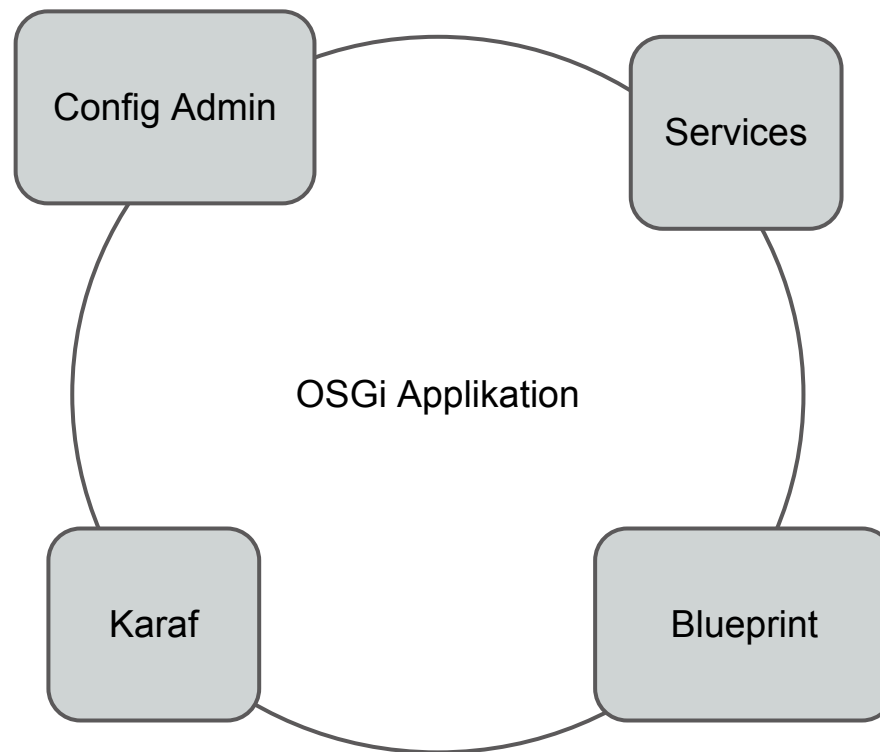 Config Admin
Services
OSGi Applikation
Karaf
Blueprint